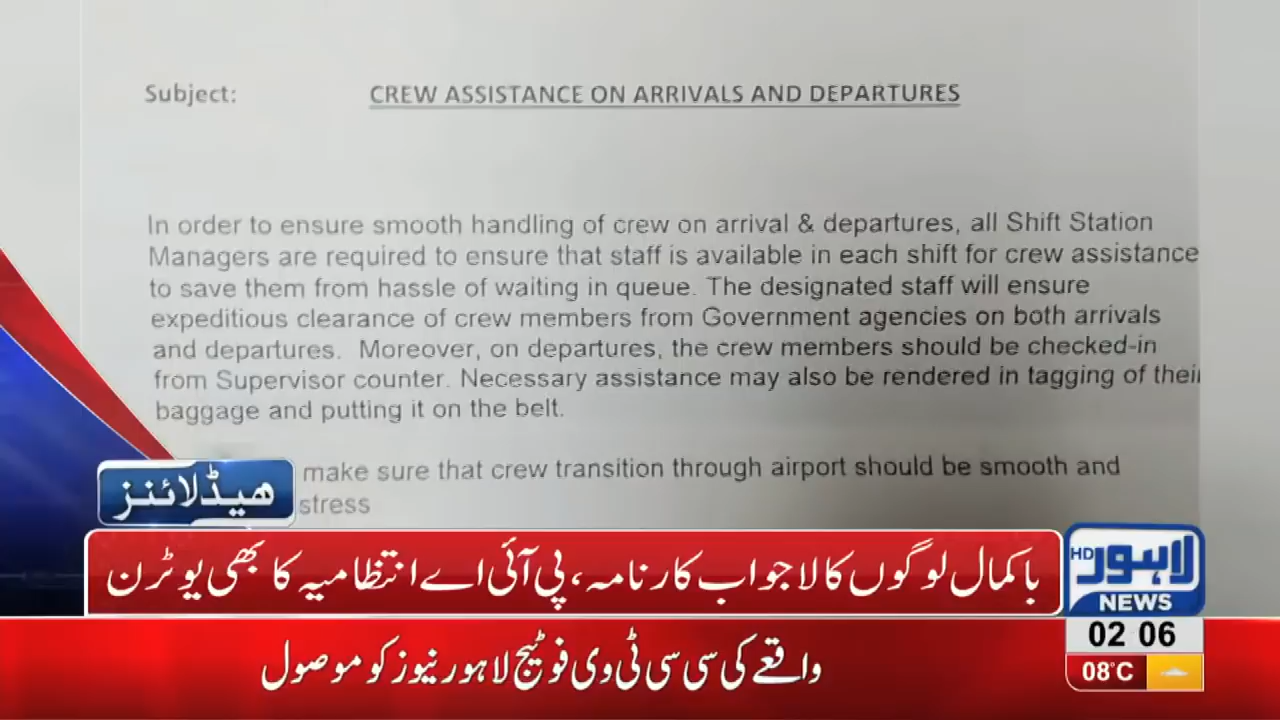 Subject: CREW ASSISTANCE ON ARRIVALS AND DEPARTURES
In order to ensure smooth handling of crew on arrival & departures, all Shift Station
Managers are required to ensure that staff is available in each shift for crew assistance
to save them from hassle of waiting in queue. The designated staff will ensure
expeditious clearance of crew members from Government agencies on both arrivals
and departures. Moreover, on departures, the crew members should be checked-in
from Supervisor counter. Necessary assistance may also be rendered in tagging of their
baggage and putting it on the belt.
make sure that crew transition through airport should be smooth and
stress
ھیڈلائنز
باکمال لوگوں کا لاجواب کارنامہ، پی آئی اے انتظامیہ کا بھی یوٹرن
واقعے کی سی سی ٹی وی فوٹیج لاہور نیوز کو موصول
لاہور HD
NEWS
02 06
08°C